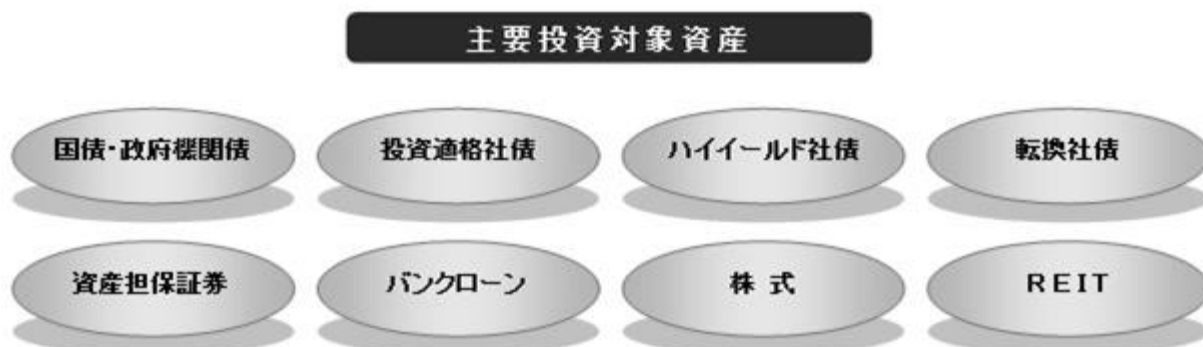 主要投資対象資産
国債・政府機関債
投資適格社債
ハイイールド社債
転換社債
資産担保証券
バンクローン
株 式
REIT